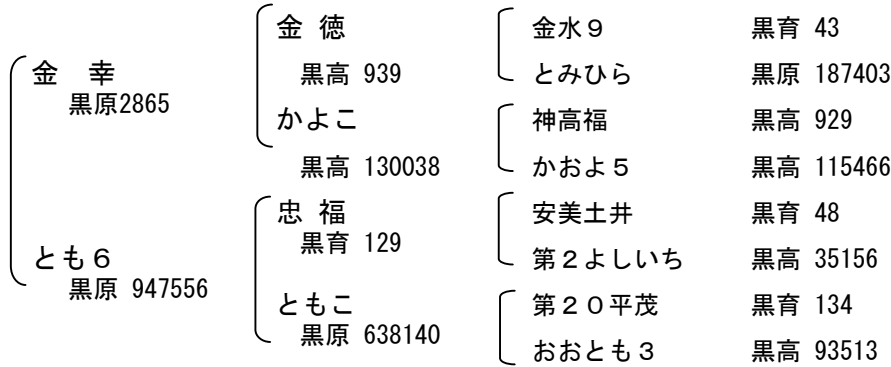 金 徳
金水９ 黒育 43
金 幸
黒高 939
とみひら 黒原 187403
黒原2865
かよこ
神高福 黒高 929
黒高 130038
かおよ５ 黒高 115466
忠 福
安美土井 黒育 48
黒育 129
とも６
第２よしいち 黒高 35156
黒原 947556
ともこ
第２０平茂 黒育 134
黒原 638140
おおとも３ 黒高 93513